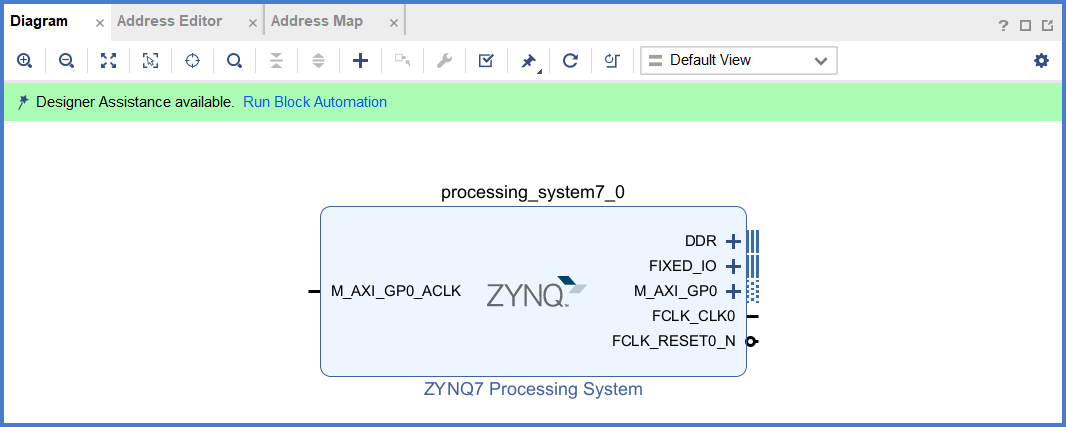 Diagram × Address Editor × Address Map ×
? 
Default View
Designer Assistance available. Run Block Automation
processing_system7_0
DDR
FIXED_IO
M_AXI_GP0_ACLK ZYNQ M_AXI_GP0
FCLK_CLK0
FCLK_RESET0_N
ZYNQ7 Processing System